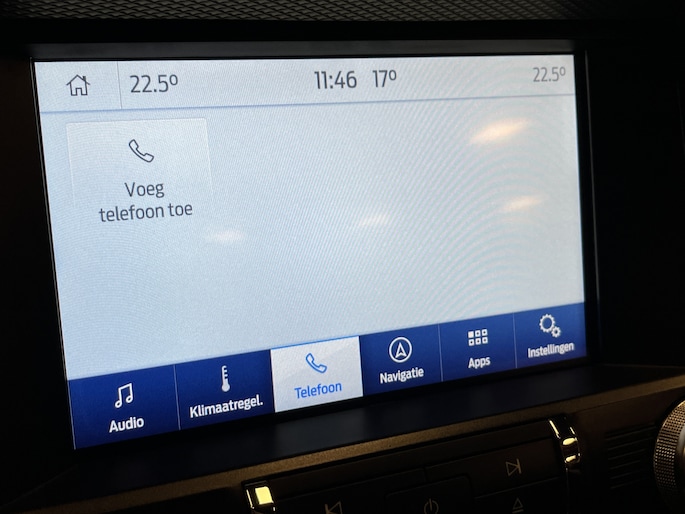 22.5° 11:46 17° 22.5°
Voeg
telefoon toe
Audio Klimaatregel. Telefoon Navigatie Apps Instellingen